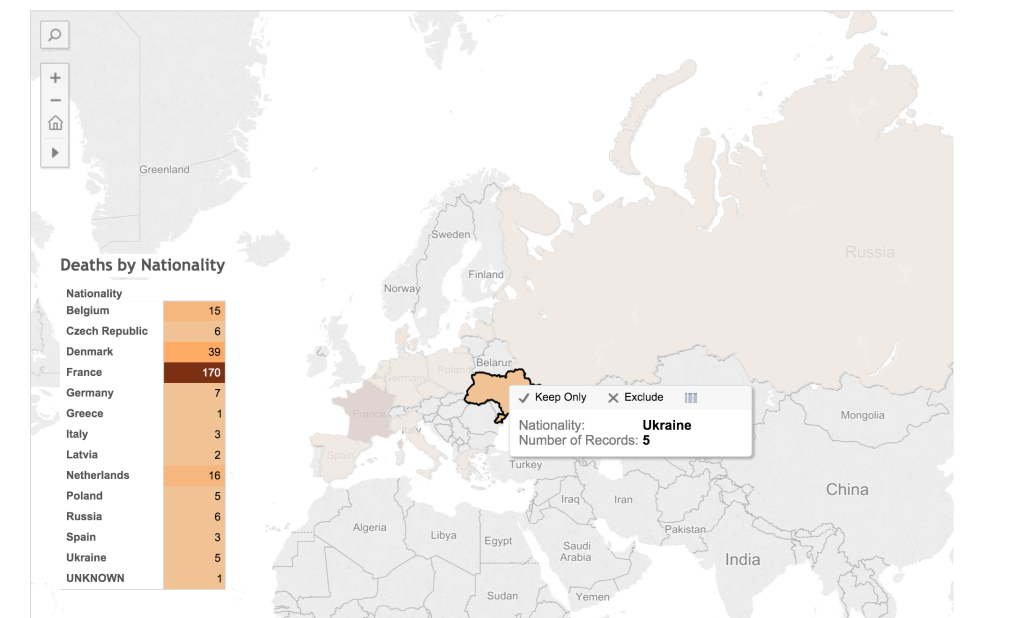 Greenland
Sweden
Finland
Norway
Russia
Deaths by Nationality
Nationality
Belgium 15
Czech Republic 6
Denmark 39
France 170
Germany 7
Greece 1
Italy 3
Latvia 2
Netherlands 16
Poland 5
Russia 6
Spain 3
Ukraine 5
UNKNOWN 1
Belarus
Poland
Germany
France
Italy
Spain
Keep Only
Exclude
Nationality: Ukraine
Number of Records: 5
Mongolia
Turkey
China
Iraq
Iran
Algeria
Libya
Egypt
Pakistan
Saudi
Arabia
India
Sudan
Yemen